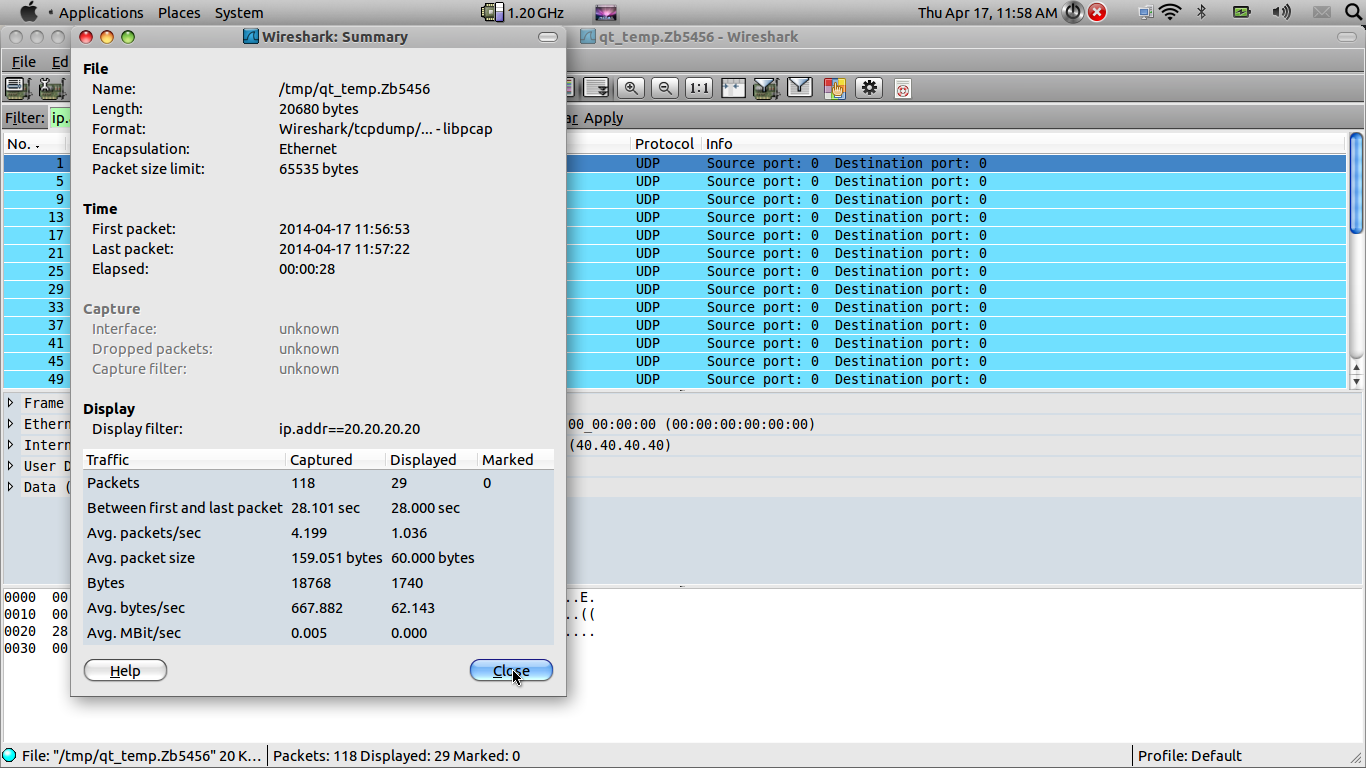 Applications Places System 1.20 GHz Thu Apr 17, 11:58 AM
Wireshark: Summary
qt_temp.Zb5456 - Wireshark
File Ed
Filter: ip. ar Apply
No. Protocol Info
1 UDP Source port: 0 Destination port: 0
5 UDP Source port: 0 Destination port: 0
9 UDP Source port: 0 Destination port: 0
13 UDP Source port: 0 Destination port: 0
17 UDP Source port: 0 Destination port: 0
21 UDP Source port: 0 Destination port: 0
25 UDP Source port: 0 Destination port: 0
29 UDP Source port: 0 Destination port: 0
33 UDP Source port: 0 Destination port: 0
37 UDP Source port: 0 Destination port: 0
41 UDP Source port: 0 Destination port: 0
45 UDP Source port: 0 Destination port: 0
49 UDP Source port: 0 Destination port: 0
Frame
Ethern 00_00:00:00 (00:00:00:00:00:00)
Intern (40.40.40.40)
User D
Data (
0000 00 ..E.
0010 00 ..((
0020 28 ....
0030 00
File
Name: /tmp/qt_temp.Zb5456
Length: 20680 bytes
Format: Wireshark/tcpdump/... - libpcap
Encapsulation: Ethernet
Packet size limit: 65535 bytes
Time
First packet: 2014-04-17 11:56:53
Last packet: 2014-04-17 11:57:22
Elapsed: 00:00:28
Capture
Interface: unknown
Dropped packets: unknown
Capture filter: unknown
Display
Display filter: ip.addr==20.20.20.20
Traffic Captured Displayed Marked
Packets 118 29 0
Between first and last packet 28.101 sec 28.000 sec
Avg. packets/sec 4.199 1.036
Avg. packet size 159.051 bytes 60.000 bytes
Bytes 18768 1740
Avg. bytes/sec 667.882 62.143
Avg. MBit/sec 0.005 0.000
Help Close
File: "/tmp/qt_temp.Zb5456" 20 K... Packets: 118 Displayed: 29 Marked: 0 Profile: Default